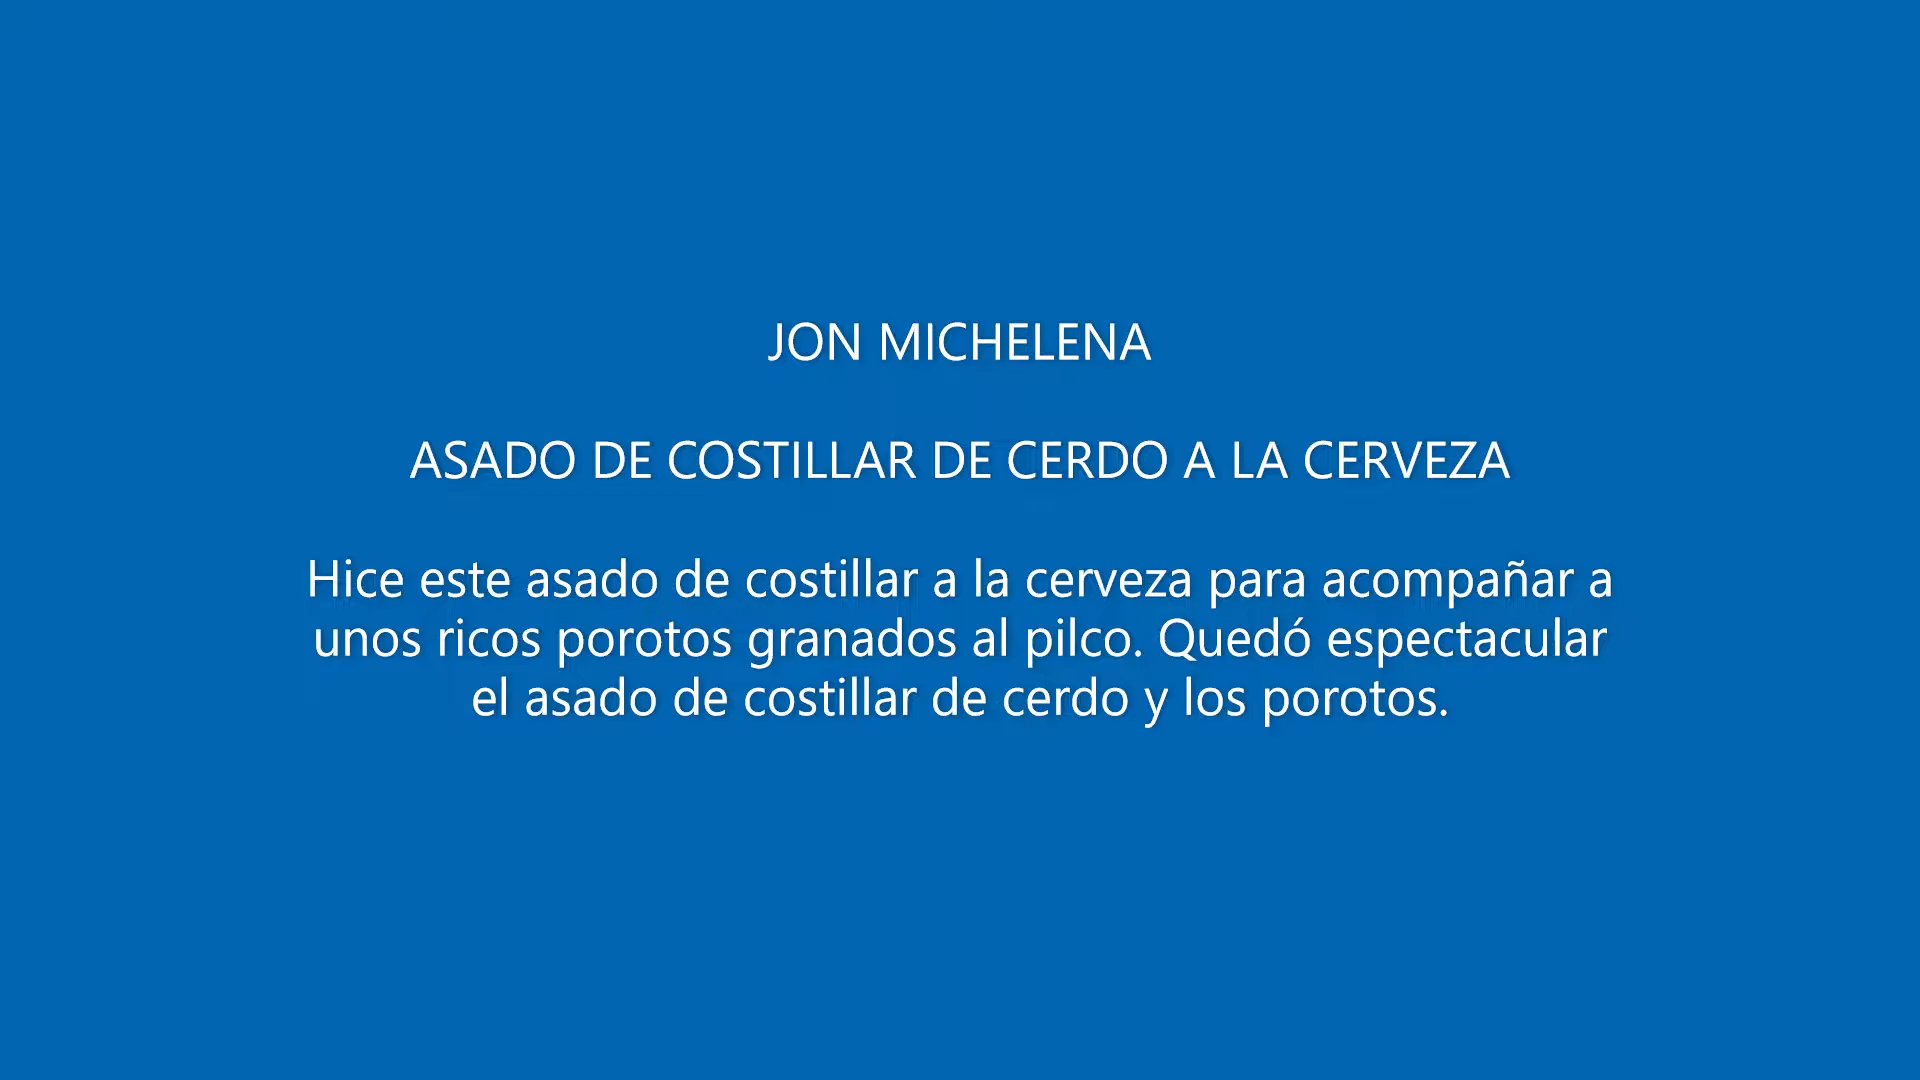 JON MICHELENA
ASADO DE COSTILLAR DE CERDO A LA CERVEZA
Hice este asado de costillar a la cerveza para acompañar a
unos ricos porotos granados al pilco. Quedó espectacular
el asado de costillar de cerdo y los porotos.